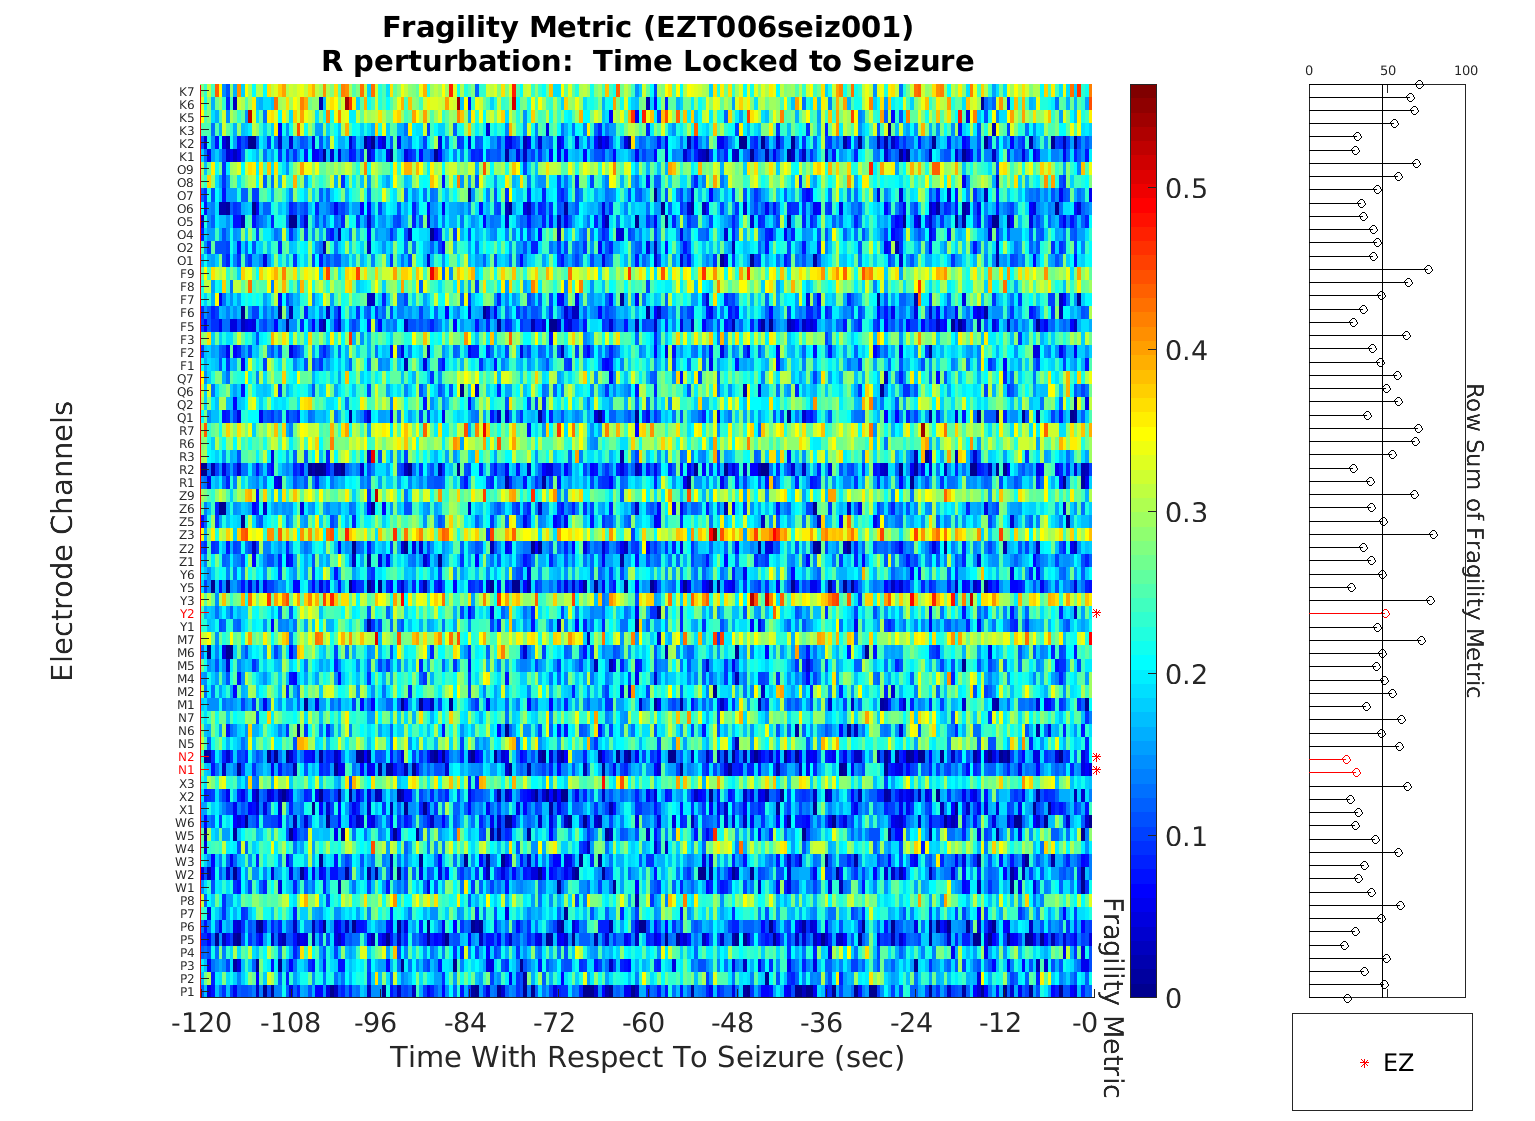 Fragility Metric (EZT006seiz001)
R perturbation:  Time Locked to Seizure
Electrode Channels
K7
K6
K5
K3
K2
K1
O9
O8
O7
O6
O5
O4
O2
O1
F9
F8
F7
F6
F5
F3
F2
F1
Q7
Q6
Q2
Q1
R7
R6
R3
R2
R1
Z9
Z6
Z5
Z3
Z2
Z1
Y6
Y5
Y3
Y2
Y1
M7
M6
M5
M4
M2
M1
N7
N6
N5
N2
N1
X3
X2
X1
W6
W5
W4
W3
W2
W1
P8
P7
P6
P5
P4
P3
P2
P1
-120 -108 -96 -84 -72 -60 -48 -36 -24 -12 -0
Time With Respect To Seizure (sec)
0.5
0.4
0.3
0.2
0.1
0
Fragility Metric
0 50 100
Row Sum of Fragility Metric
EZ